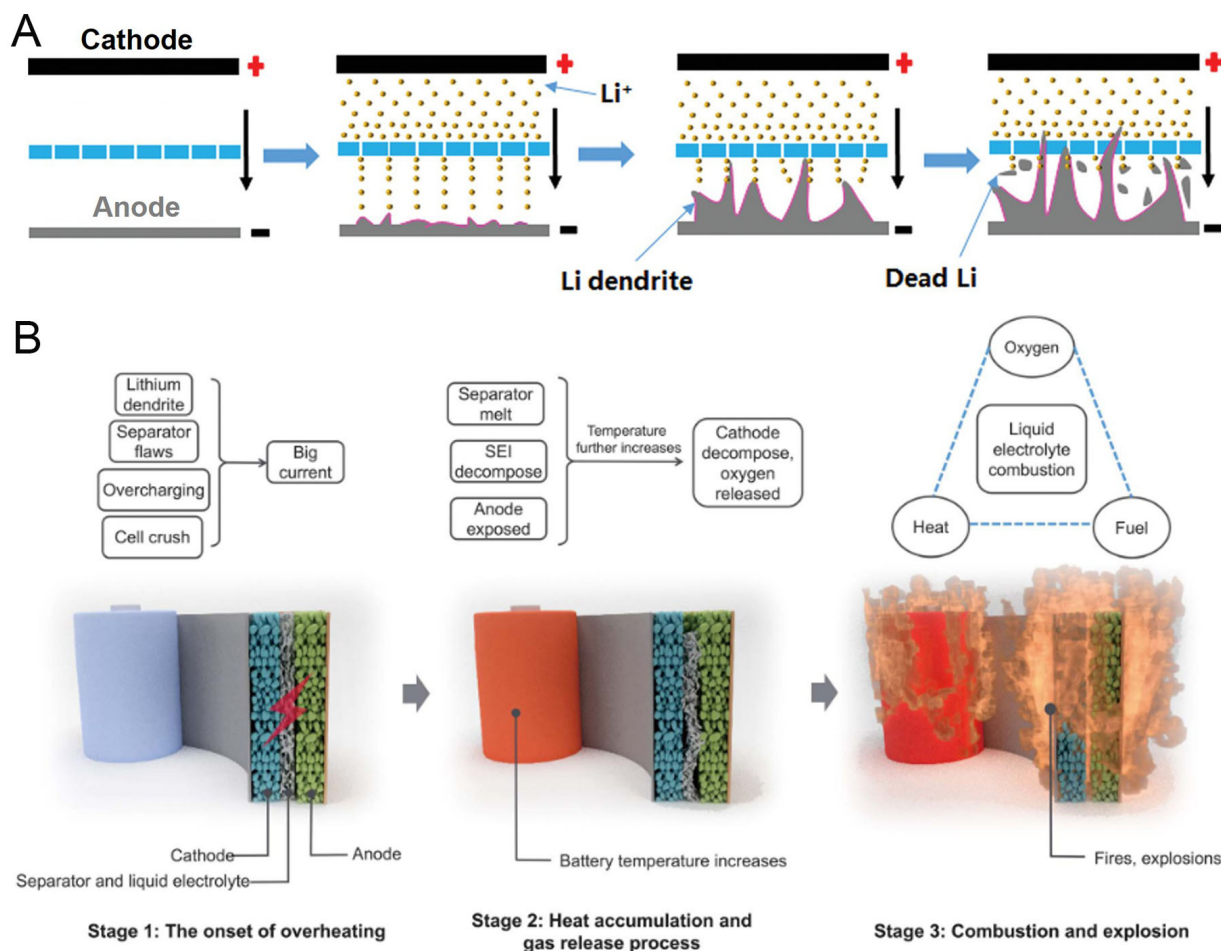 A
Cathode
Anode
Li⁺
Li dendrite
Dead Li
B
Lithium
dendrite
Separator
flaws
Overcharging
Cell crush
Big
current
Separator
melt
SEI
decompose
Anode
exposed
Temperature
further increases
Cathode
decompose,
oxygen
released
Oxygen
Liquid
electrolyte
combustion
Heat
Fuel
Cathode
Anode
Separator and liquid electrolyte
Battery temperature increases
Fires, explosions
Stage 1: The onset of overheating
Stage 2: Heat accumulation and
gas release process
Stage 3: Combustion and explosion